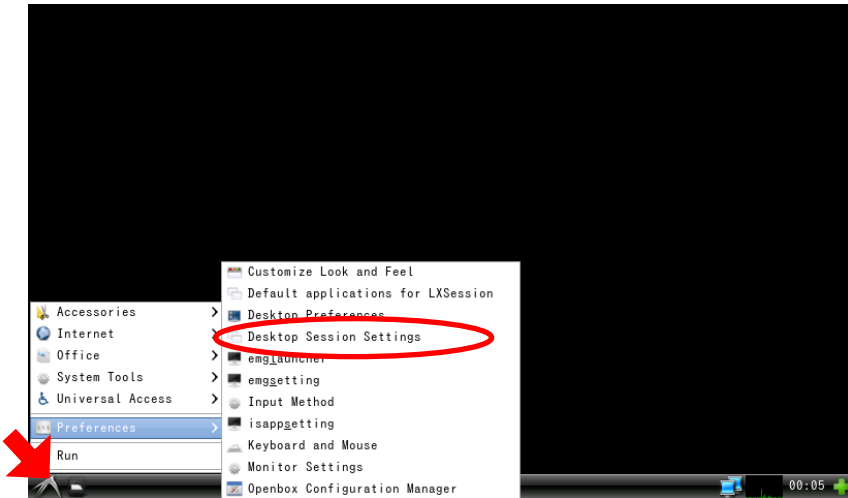 Customize Look and Feel
Default applications for LXSession
Desktop Preferences
Desktop Session Settings
emglauncher
emgsetting
Input Method
isappsetting
Keyboard and Mouse
Monitor Settings
Openbox Configuration Manager
Accessories
Internet
Office
System Tools
Universal Access
Preferences
Run
00:05